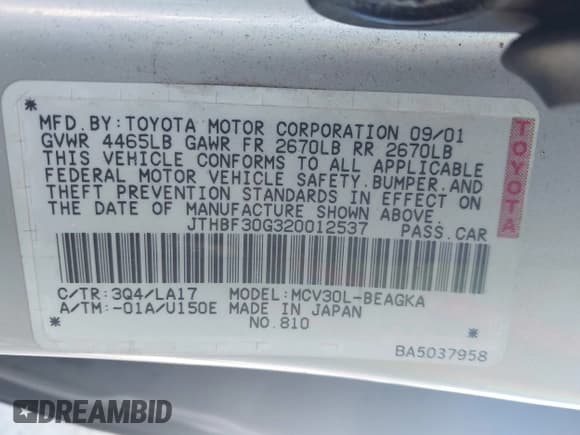 MFD.BY:TOYOTA MOTOR CORPORATION 09/01
GVWR 4465LB GAWR FR 2670LB RR 2670LB
THIS VEHICLE CONFORMS TO ALL APPLICABLE
FEDERAL MOTOR VEHICLE SAFETY,BUMPER,AND
THEFT PREVENTION STANDARDS IN EFFECT ON
THE DATE OF MANUFACTURE SHOWN ABOVE.
JTHBF30G320012537 PASS.CAR
TOYOTA
C/TR:3Q4/LA17 MODEL:MCV30L-BEAGKA
A/TM:-01A/U150E MADE IN JAPAN
NO.810
BA5037958
DREAMBID